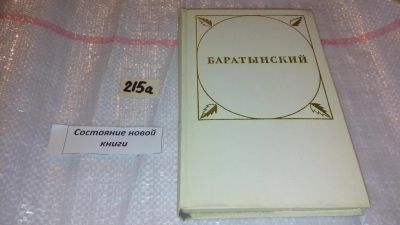 БАРАТЫНСКИЙ
215а
Состояние новой
книги